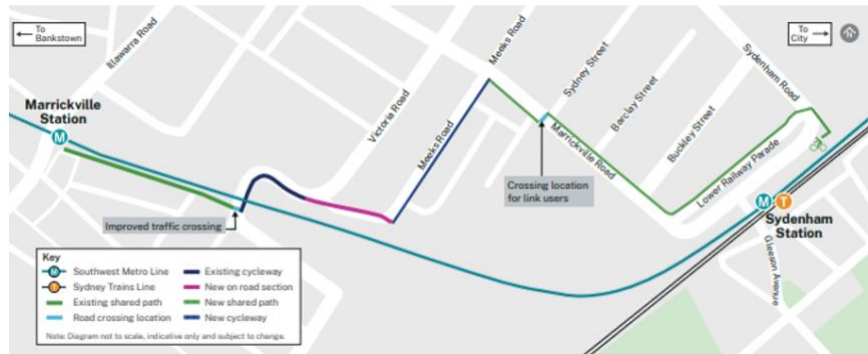 To
Bankstown
Illawarra Road
Meeks Road
To
City
Sydney Street
Sydenham Road
Marrickville
Station
M
Victoria Road
Meeks Road
Barclay Street
Marrickville Road
Buckley Street
Crossing location
for link users
Lower Railway Parade
M T
Sydenham
Station
Improved traffic crossing
Gleeson Avenue
Key
M Southwest Metro Line
T Sydney Trains Line
Existing shared path
Road crossing location
Existing cycleway
New on road section
New shared path
New cycleway
Note: Diagram not to scale, indicative only and subject to change.